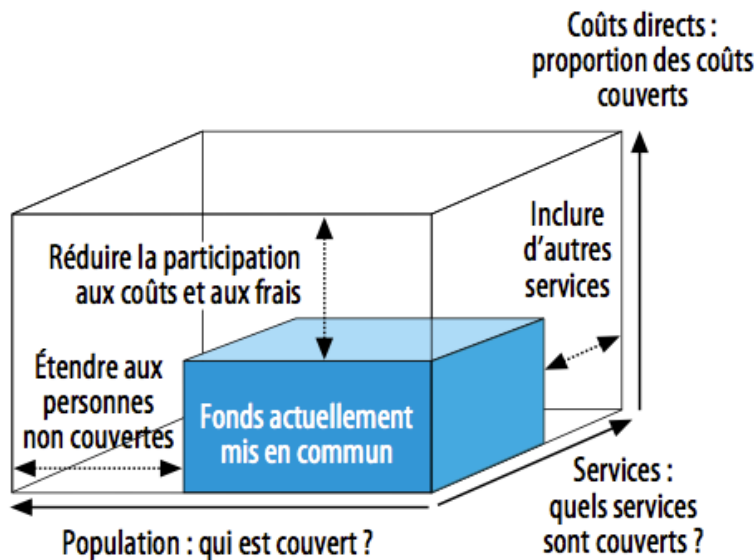 Coûts directs :
proportion des coûts
couverts
Inclure
d'autres
services
Réduire la participation
aux coûts et aux frais
Étendre aux
personnes
non couvertes
Fonds actuellement
mis en commun
Services :
quels services
sont couverts ?
Population : qui est couvert ?